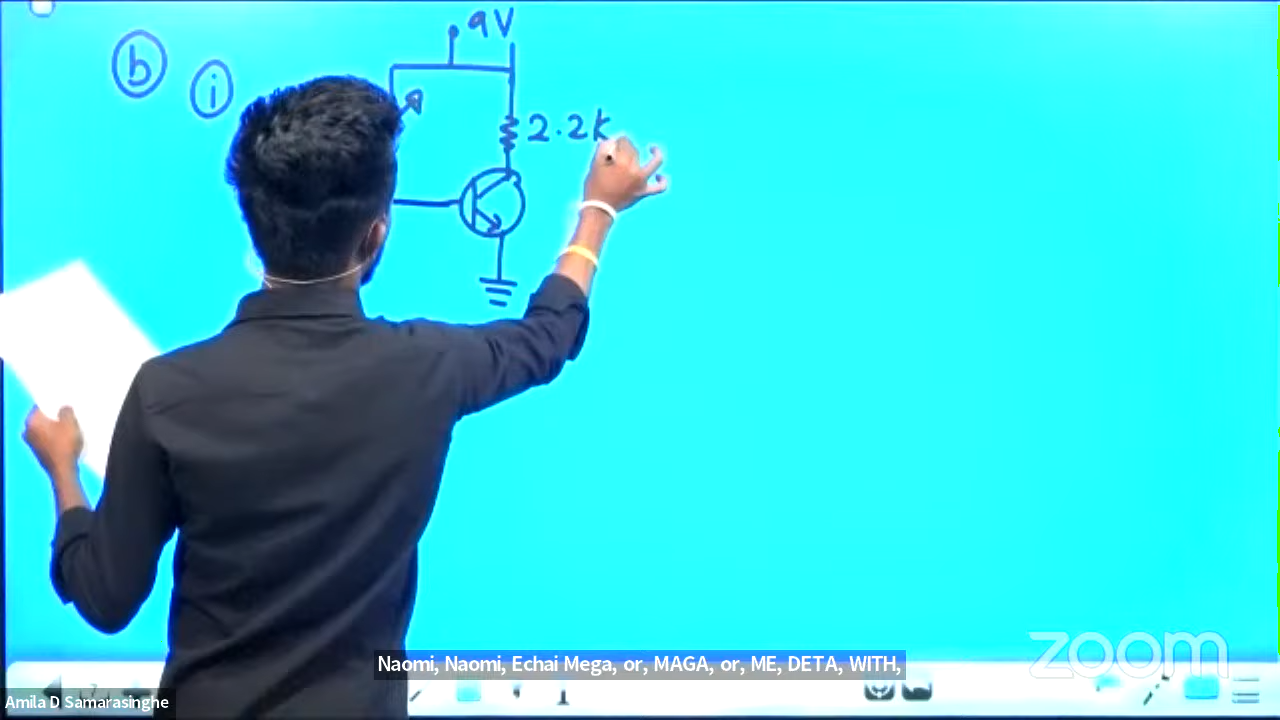 9V
b
i
2.2k
zoom
Naomi, Naomi, Echai Mega, or, MAGA, or, ME, DETA, WITH,
Amila D Samarasinghe